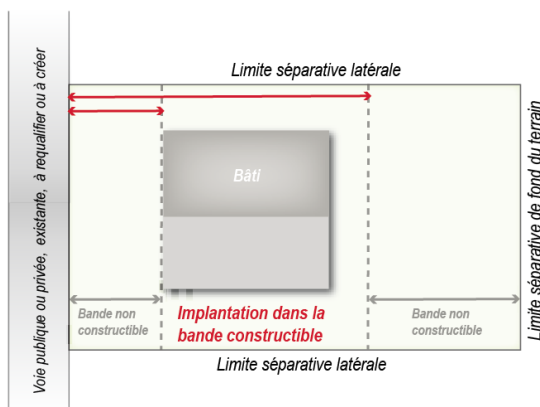 Limite séparative latérale
Voie publique ou privée, existante, à requalifier ou à créer
Bâti
Limite séparative de fond du terrain
Bande non
constructible
Implantation dans la
bande constructible
Bande non
constructible
Limite séparative latérale